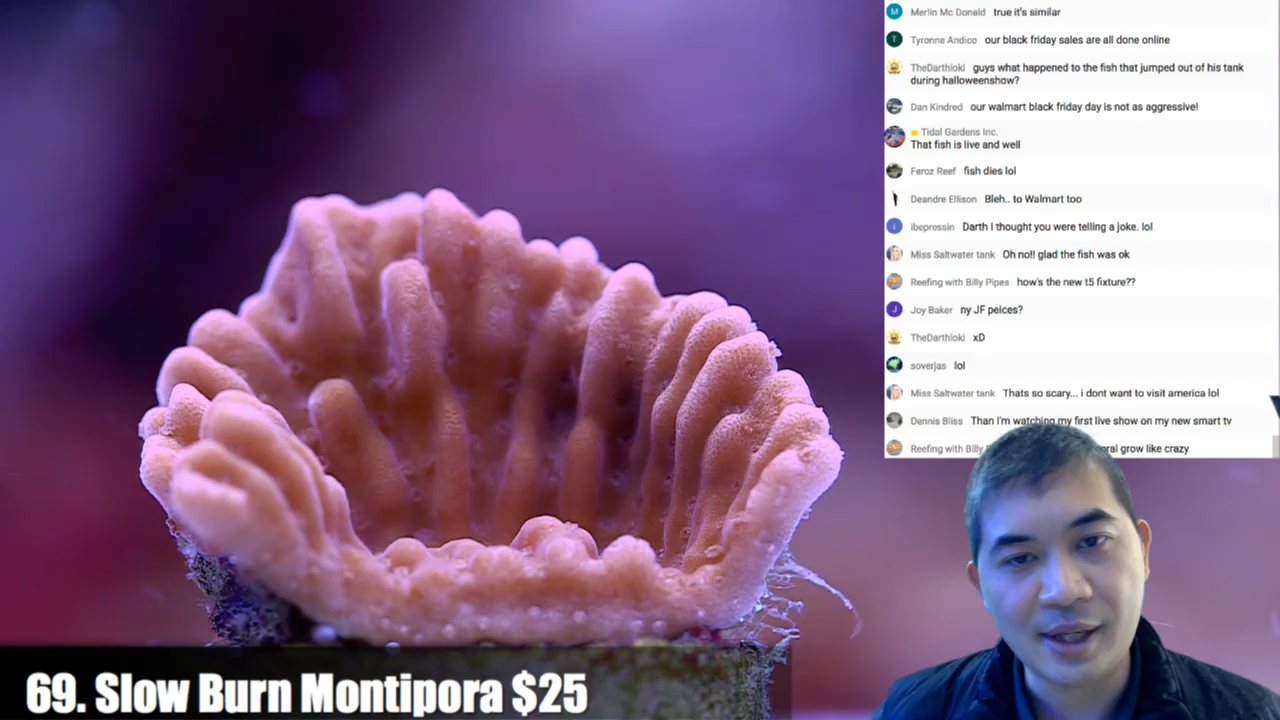 M Merlin Mc Donald true it's similar
T Tyronne Andico our black friday sales are all done online
TheDarthloki guys what happened to the fish that jumped out of his tank
during halloweenshow?
Dan Kindred our walmart black friday day is not as aggressive!
Tidal Gardens Inc.
That fish is live and well
Feroz Reef fish dies lol
Deandre Ellison Bleh.. to Walmart too
i ibepressin Darth I thought you were telling a joke. lol
Miss Saltwater tank Oh no!! glad the fish was ok
Reefing with Billy Pipes how's the new t5 fixture??
J Joy Baker ny JF peices?
TheDarthloki xD
soverjas lol
Miss Saltwater tank Thats so scary... i dont want to visit america lol
Dennis Bliss Than I'm watching my first live show on my new smart tv
Reefing with Billy grow like crazy
69. Slow Burn Montipora $25